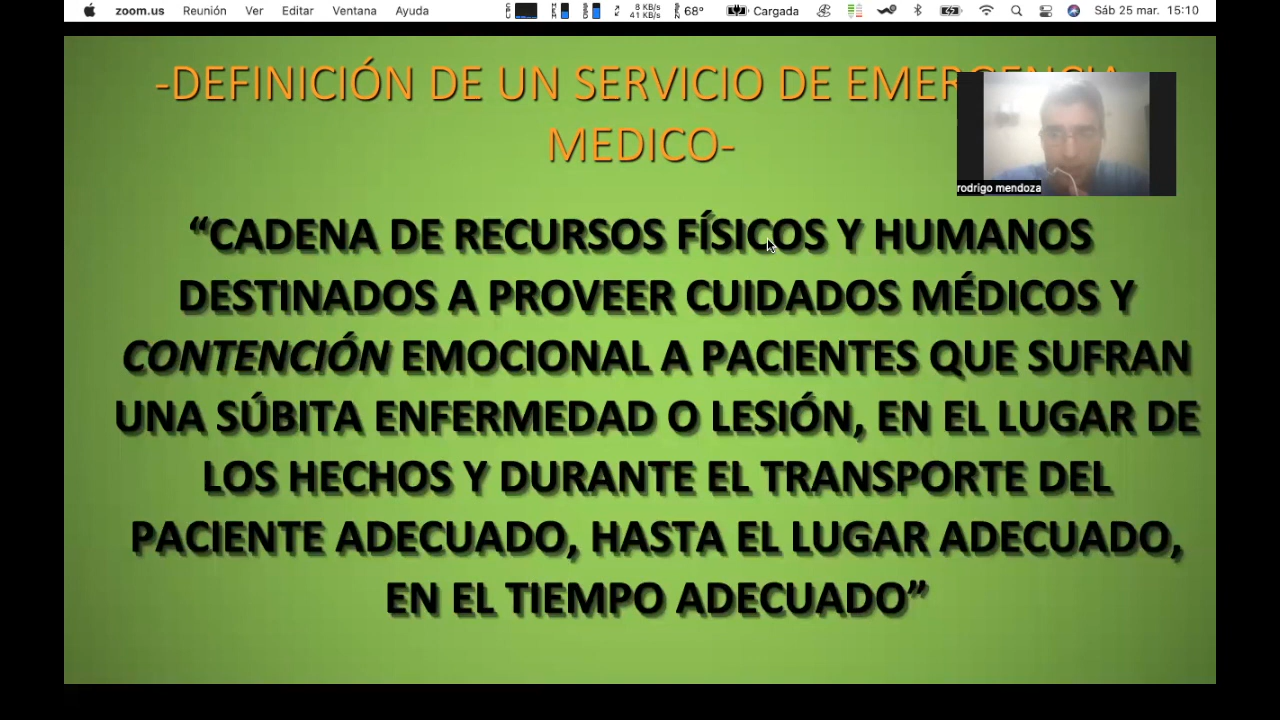 zoom.us Reunión Ver Editar Ventana Ayuda 8 KB/s 41 KB/s 68° Cargada Sáb 25 mar. 15:10
-DEFINICIÓN DE UN SERVICIO DE
MEDICO-
rodrigo mendoza
“CADENA DE RECURSOS FÍSICOS Y HUMANOS
DESTINADOS A PROVEER CUIDADOS MÉDICOS Y
CONTENCIÓN EMOCIONAL A PACIENTES QUE SUFRAN
UNA SÚBITA ENFERMEDAD O LESIÓN, EN EL LUGAR DE
LOS HECHOS Y DURANTE EL TRANSPORTE DEL
PACIENTE ADECUADO, HASTA EL LUGAR ADECUADO,
EN EL TIEMPO ADECUADO”